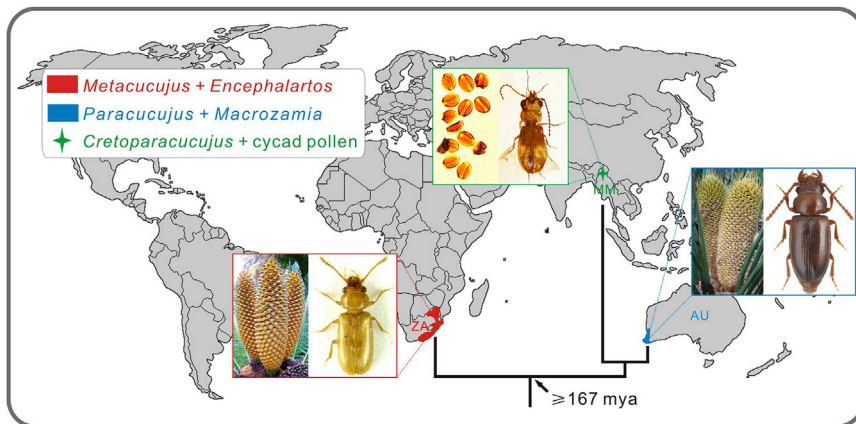 Metacucujus + Encephalartos
Paracucujus + Macrozamia
Cretoparacucujus + cycad pollen
MM
ZA
AU
⩾167 mya